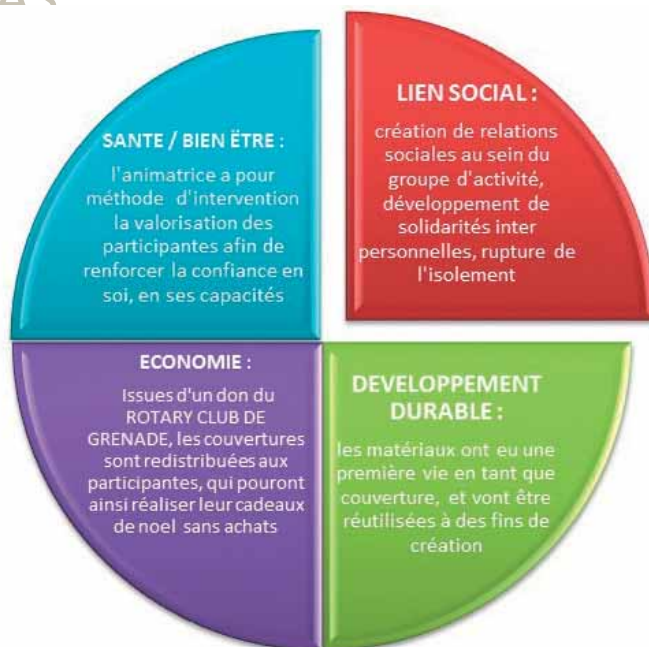 SANTE / BIEN ËTRE :
l'animatrice a pour
méthode d'intervention
la valorisation des
participantes afin de
renforcer la confiance en
soi, en ses capacités
LIEN SOCIAL :
création de relations
sociales au sein du
groupe d'activité,
développement de
solidarités inter
personnelles, rupture de
l'isolement
ECONOMIE :
Issues d'un don du
ROTARY CLUB DE
GRENADE, les couvertures
sont redistribuées aux
participantes, qui pouront
ainsi réaliser leur cadeaux
de noel sans achats
DEVELOPPEMENT
DURABLE :
les matériaux ont eu une
première vie en tant que
couverture, et vont être
réutilisées à des fins de
création